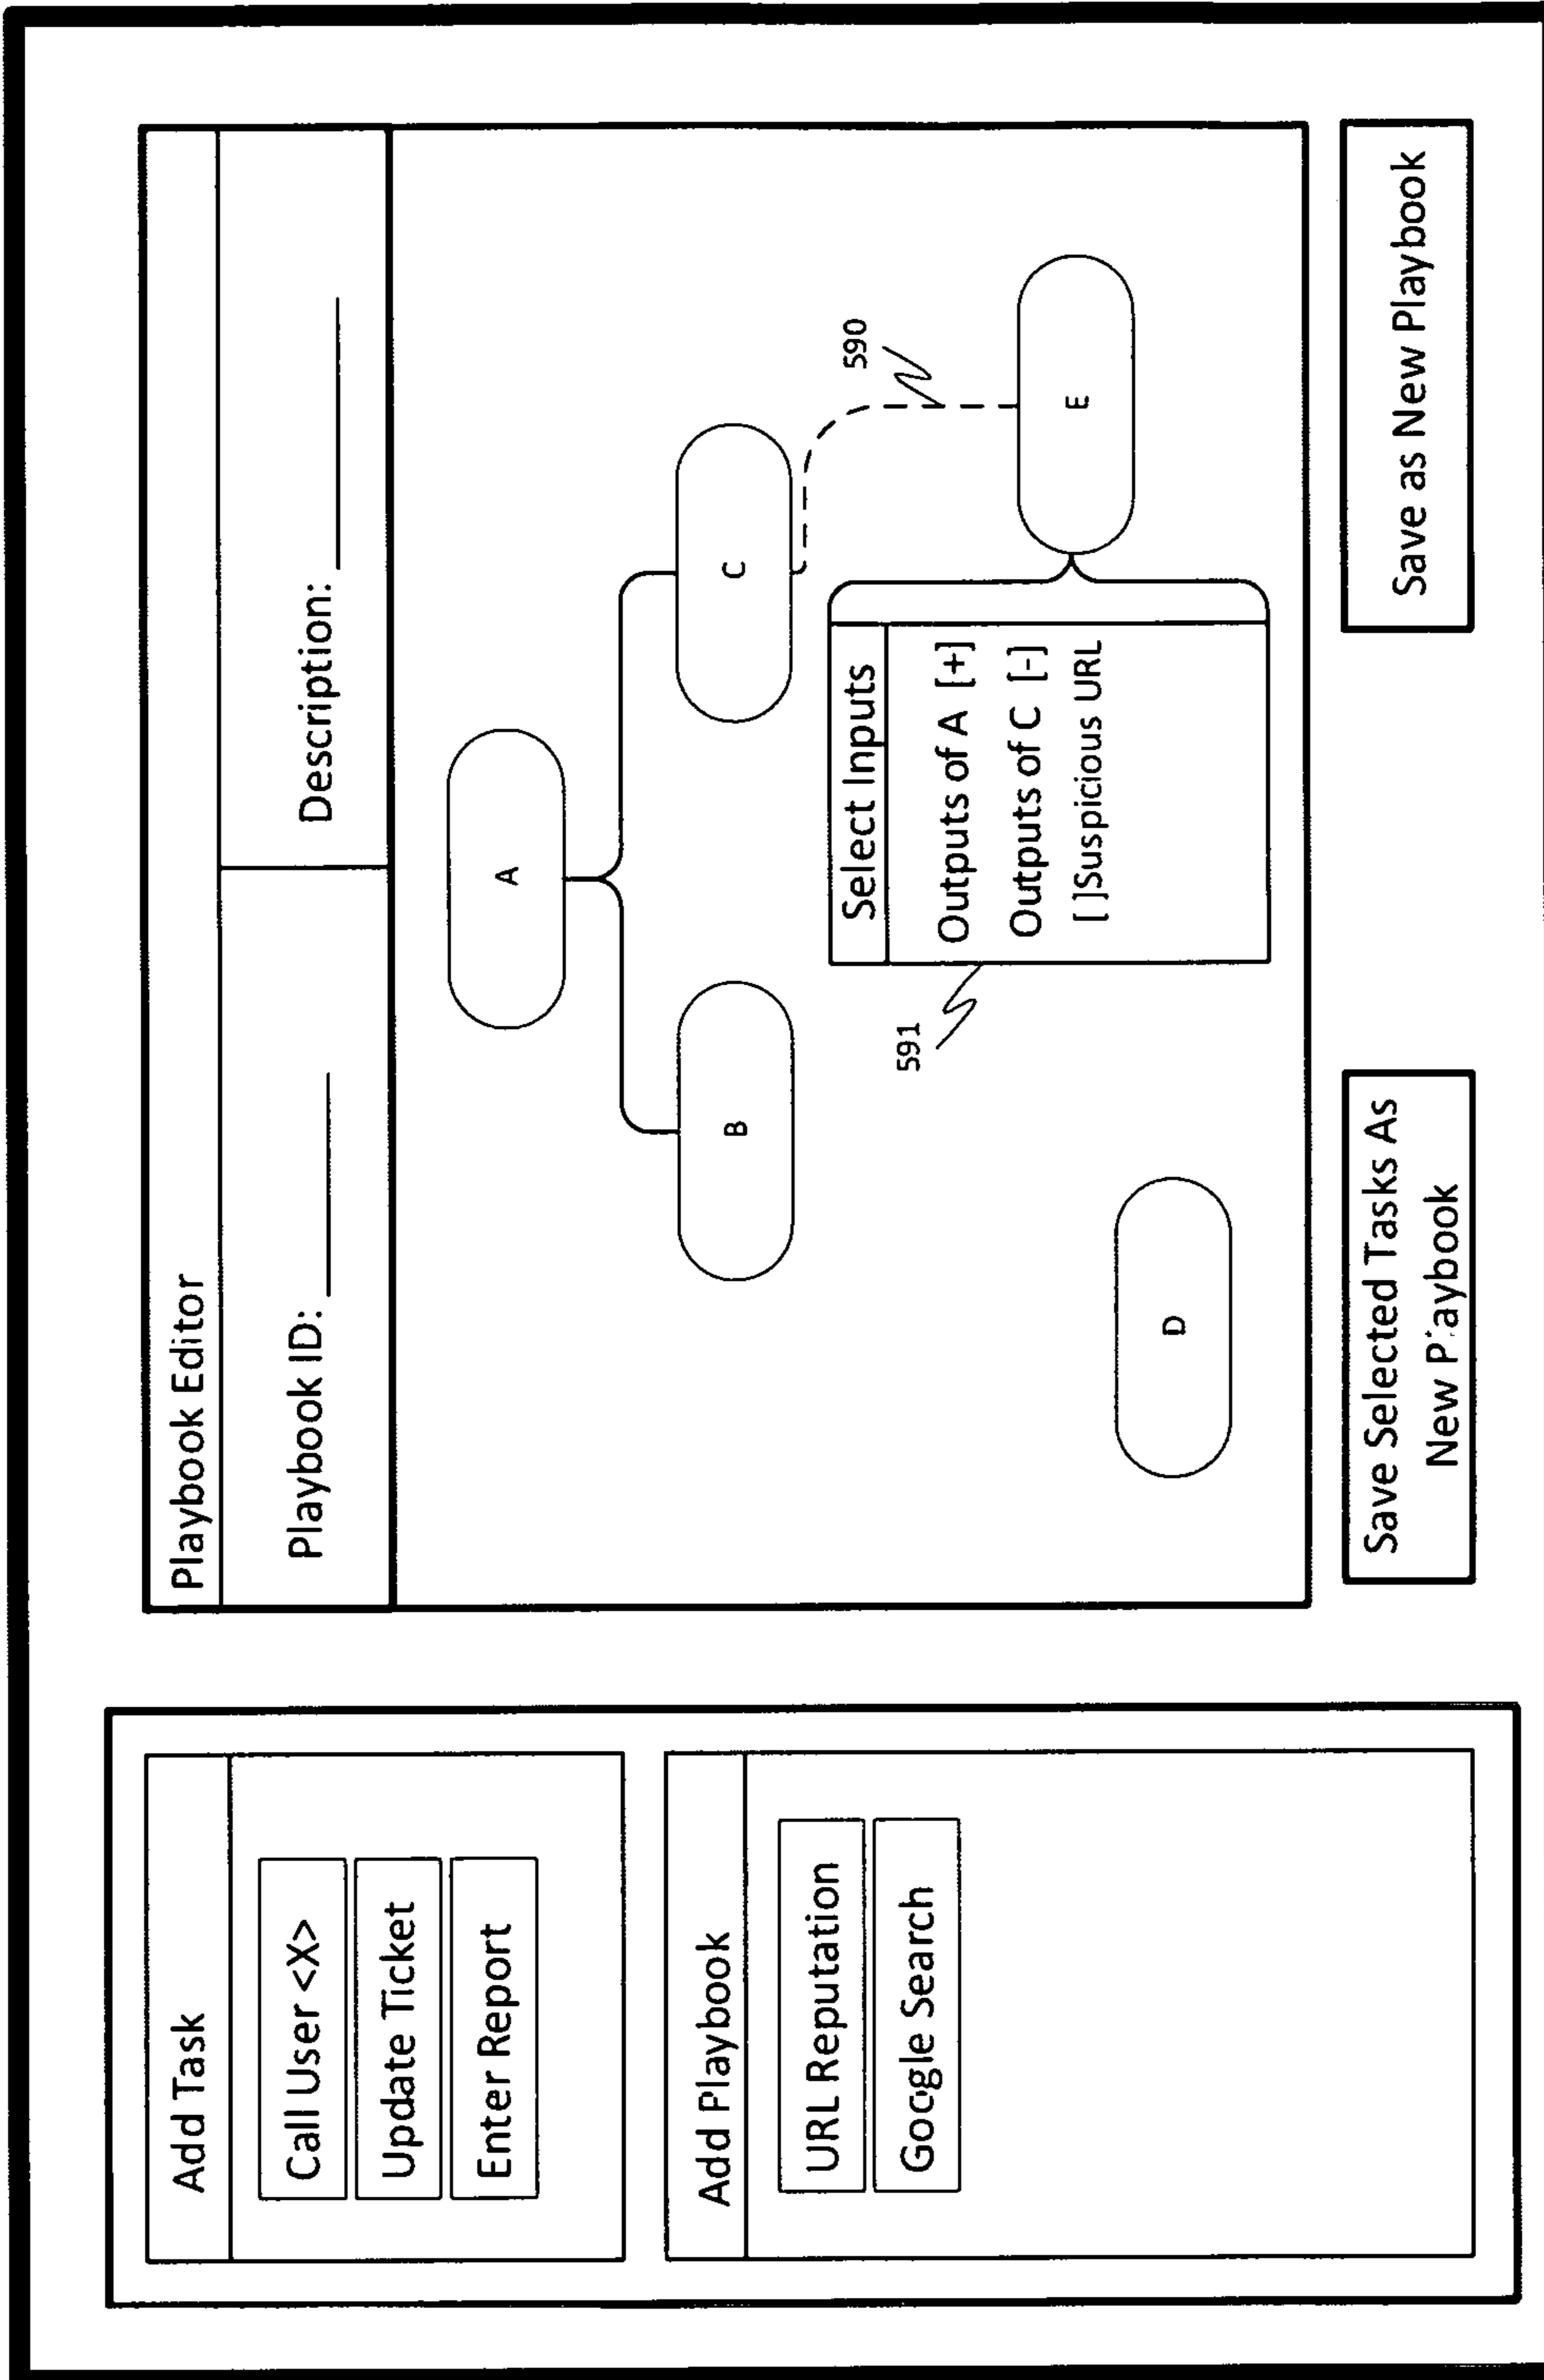 Add Task
Call User <X>
Update Ticket
Enter Report
Add Playbook
URL Reputation
Google Search
Playbook Editor
Playbook ID: ________
Description: __________
A
B
C
590
Select Inputs
Outputs of A [+]
Outputs of C [-]
[ ]Suspicious URL
591
E
D
Save Selected Tasks As
New Playbook
Save as New Playbook